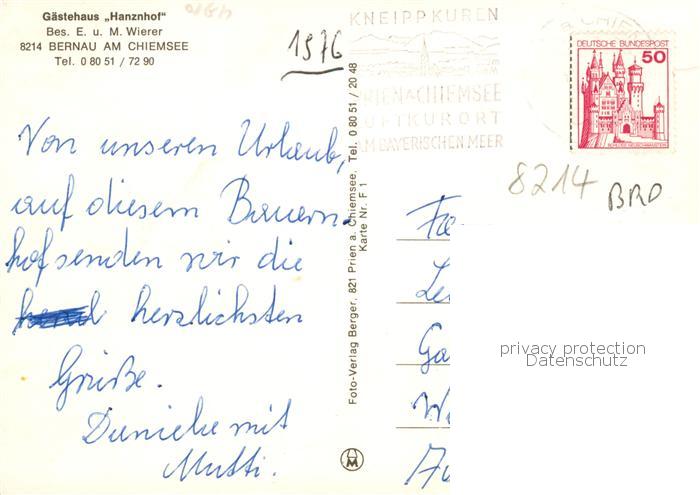 Gästehaus „Hanznhof"
Bes. E. u. M. Wierer
8214 BERNAU AM CHIEMSEE
Tel. 0 80 51 / 72 90
1976
KNEIPPKUREN
PRIEN A CHIEMSEE
LUFTKURORT
AM BAYERISCHEN MEER
DEUTSCHE BUNDESPOST
50
SCHLOSS NEUSCHWANSTEIN
8214
BRD
Von unseren Urlaub,
auf diesem Bauern-
hof senden wir die
herzlichsten
Grüße.
mit
Mutti.
Foto-Verlag Berger, 821 Prien a. Chiemsee, Tel. 0 80 51 / 20 48
Karte Nr. F 1
privacy protection
Datenschutz